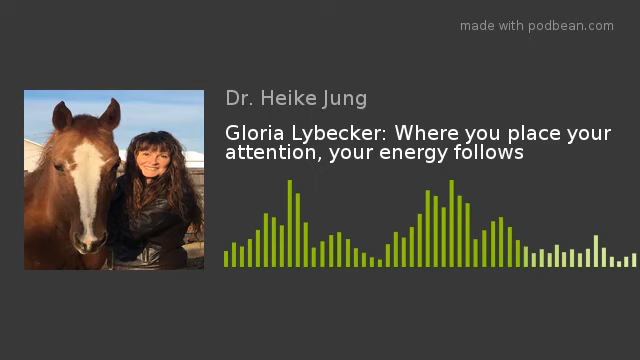 made with podbean.com
Dr. Heike Jung
Gloria Lybecker: Where you place your
attention, your energy follows